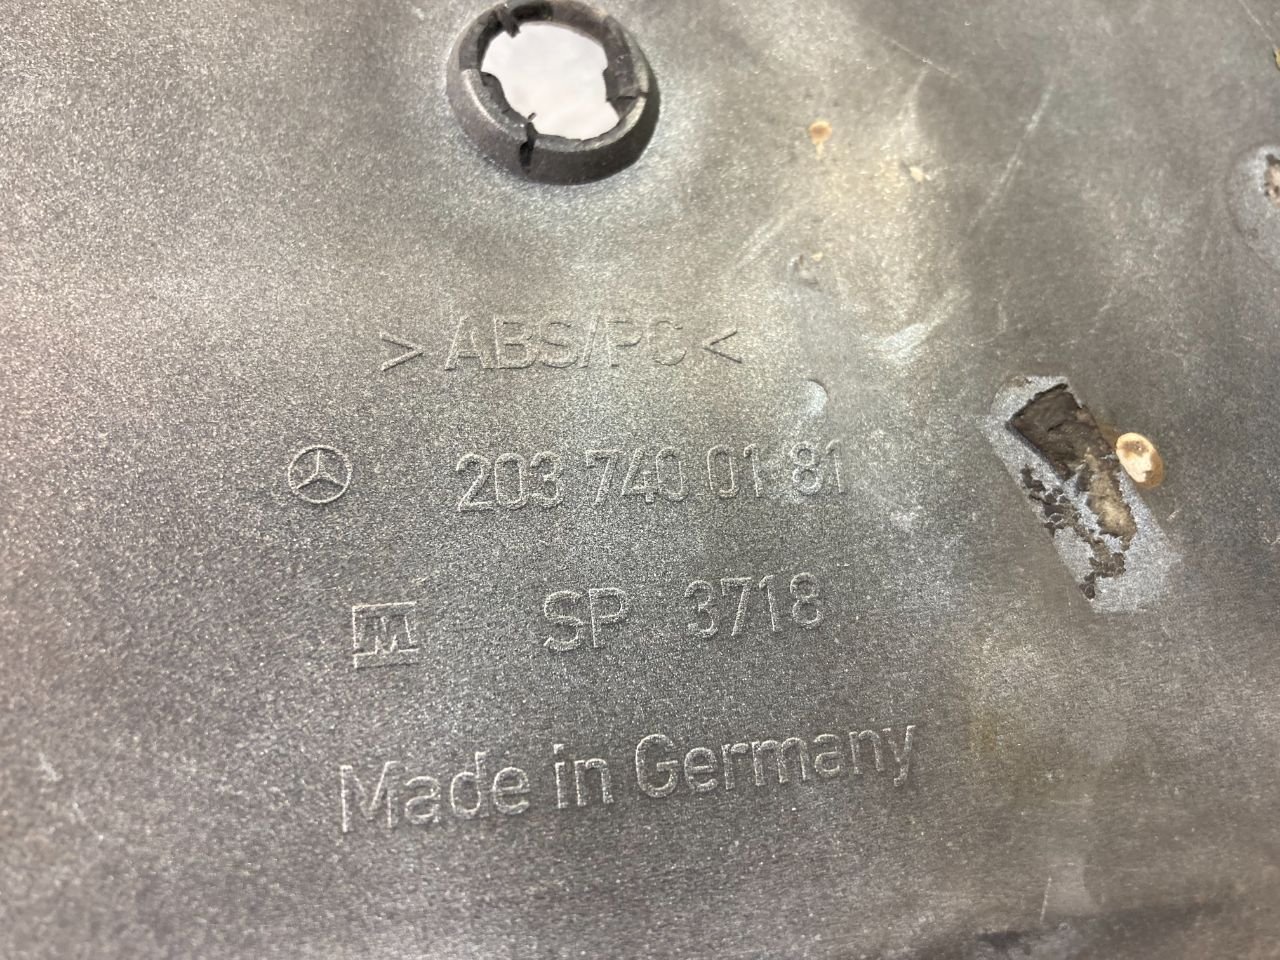 >ABS/PC<
203 740 01 81
M SP 3718
Made in Germany